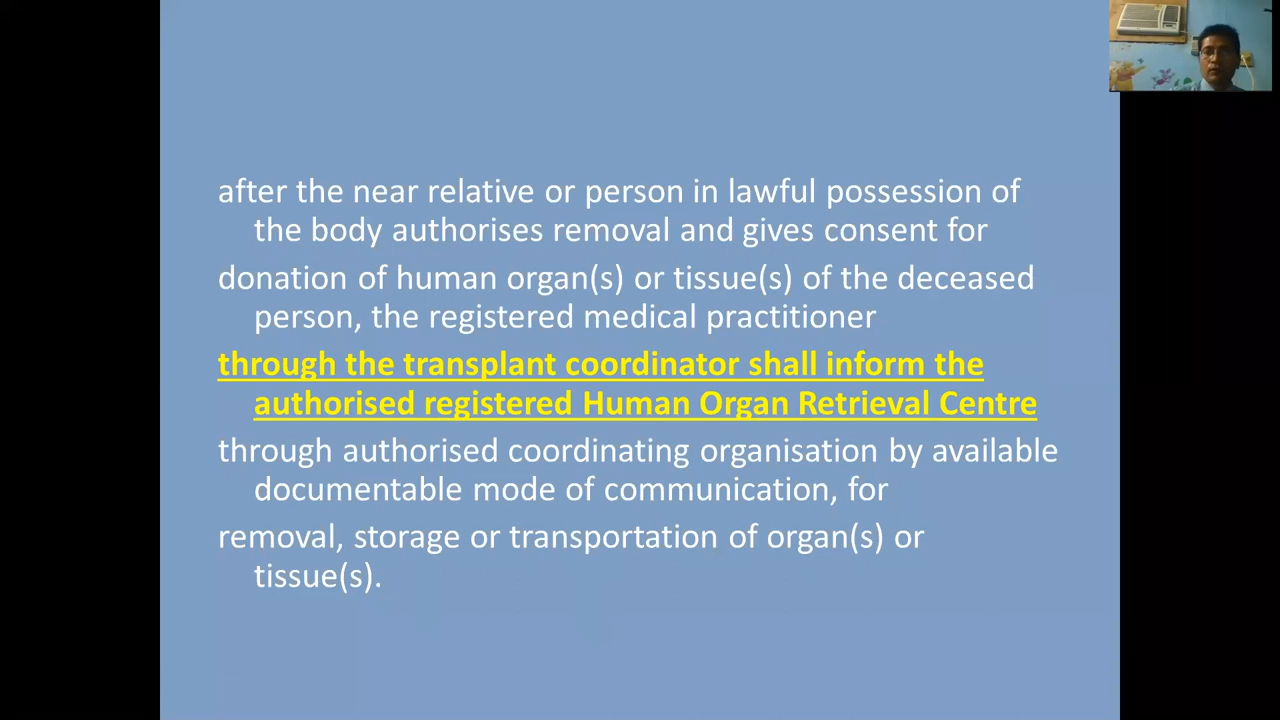 after the near relative or person in lawful possession of
the body authorises removal and gives consent for
donation of human organ(s) or tissue(s) of the deceased
person, the registered medical practitioner
through the transplant coordinator shall inform the
authorised registered Human Organ Retrieval Centre
through authorised coordinating organisation by available
documentable mode of communication, for
removal, storage or transportation of organ(s) or
tissue(s).